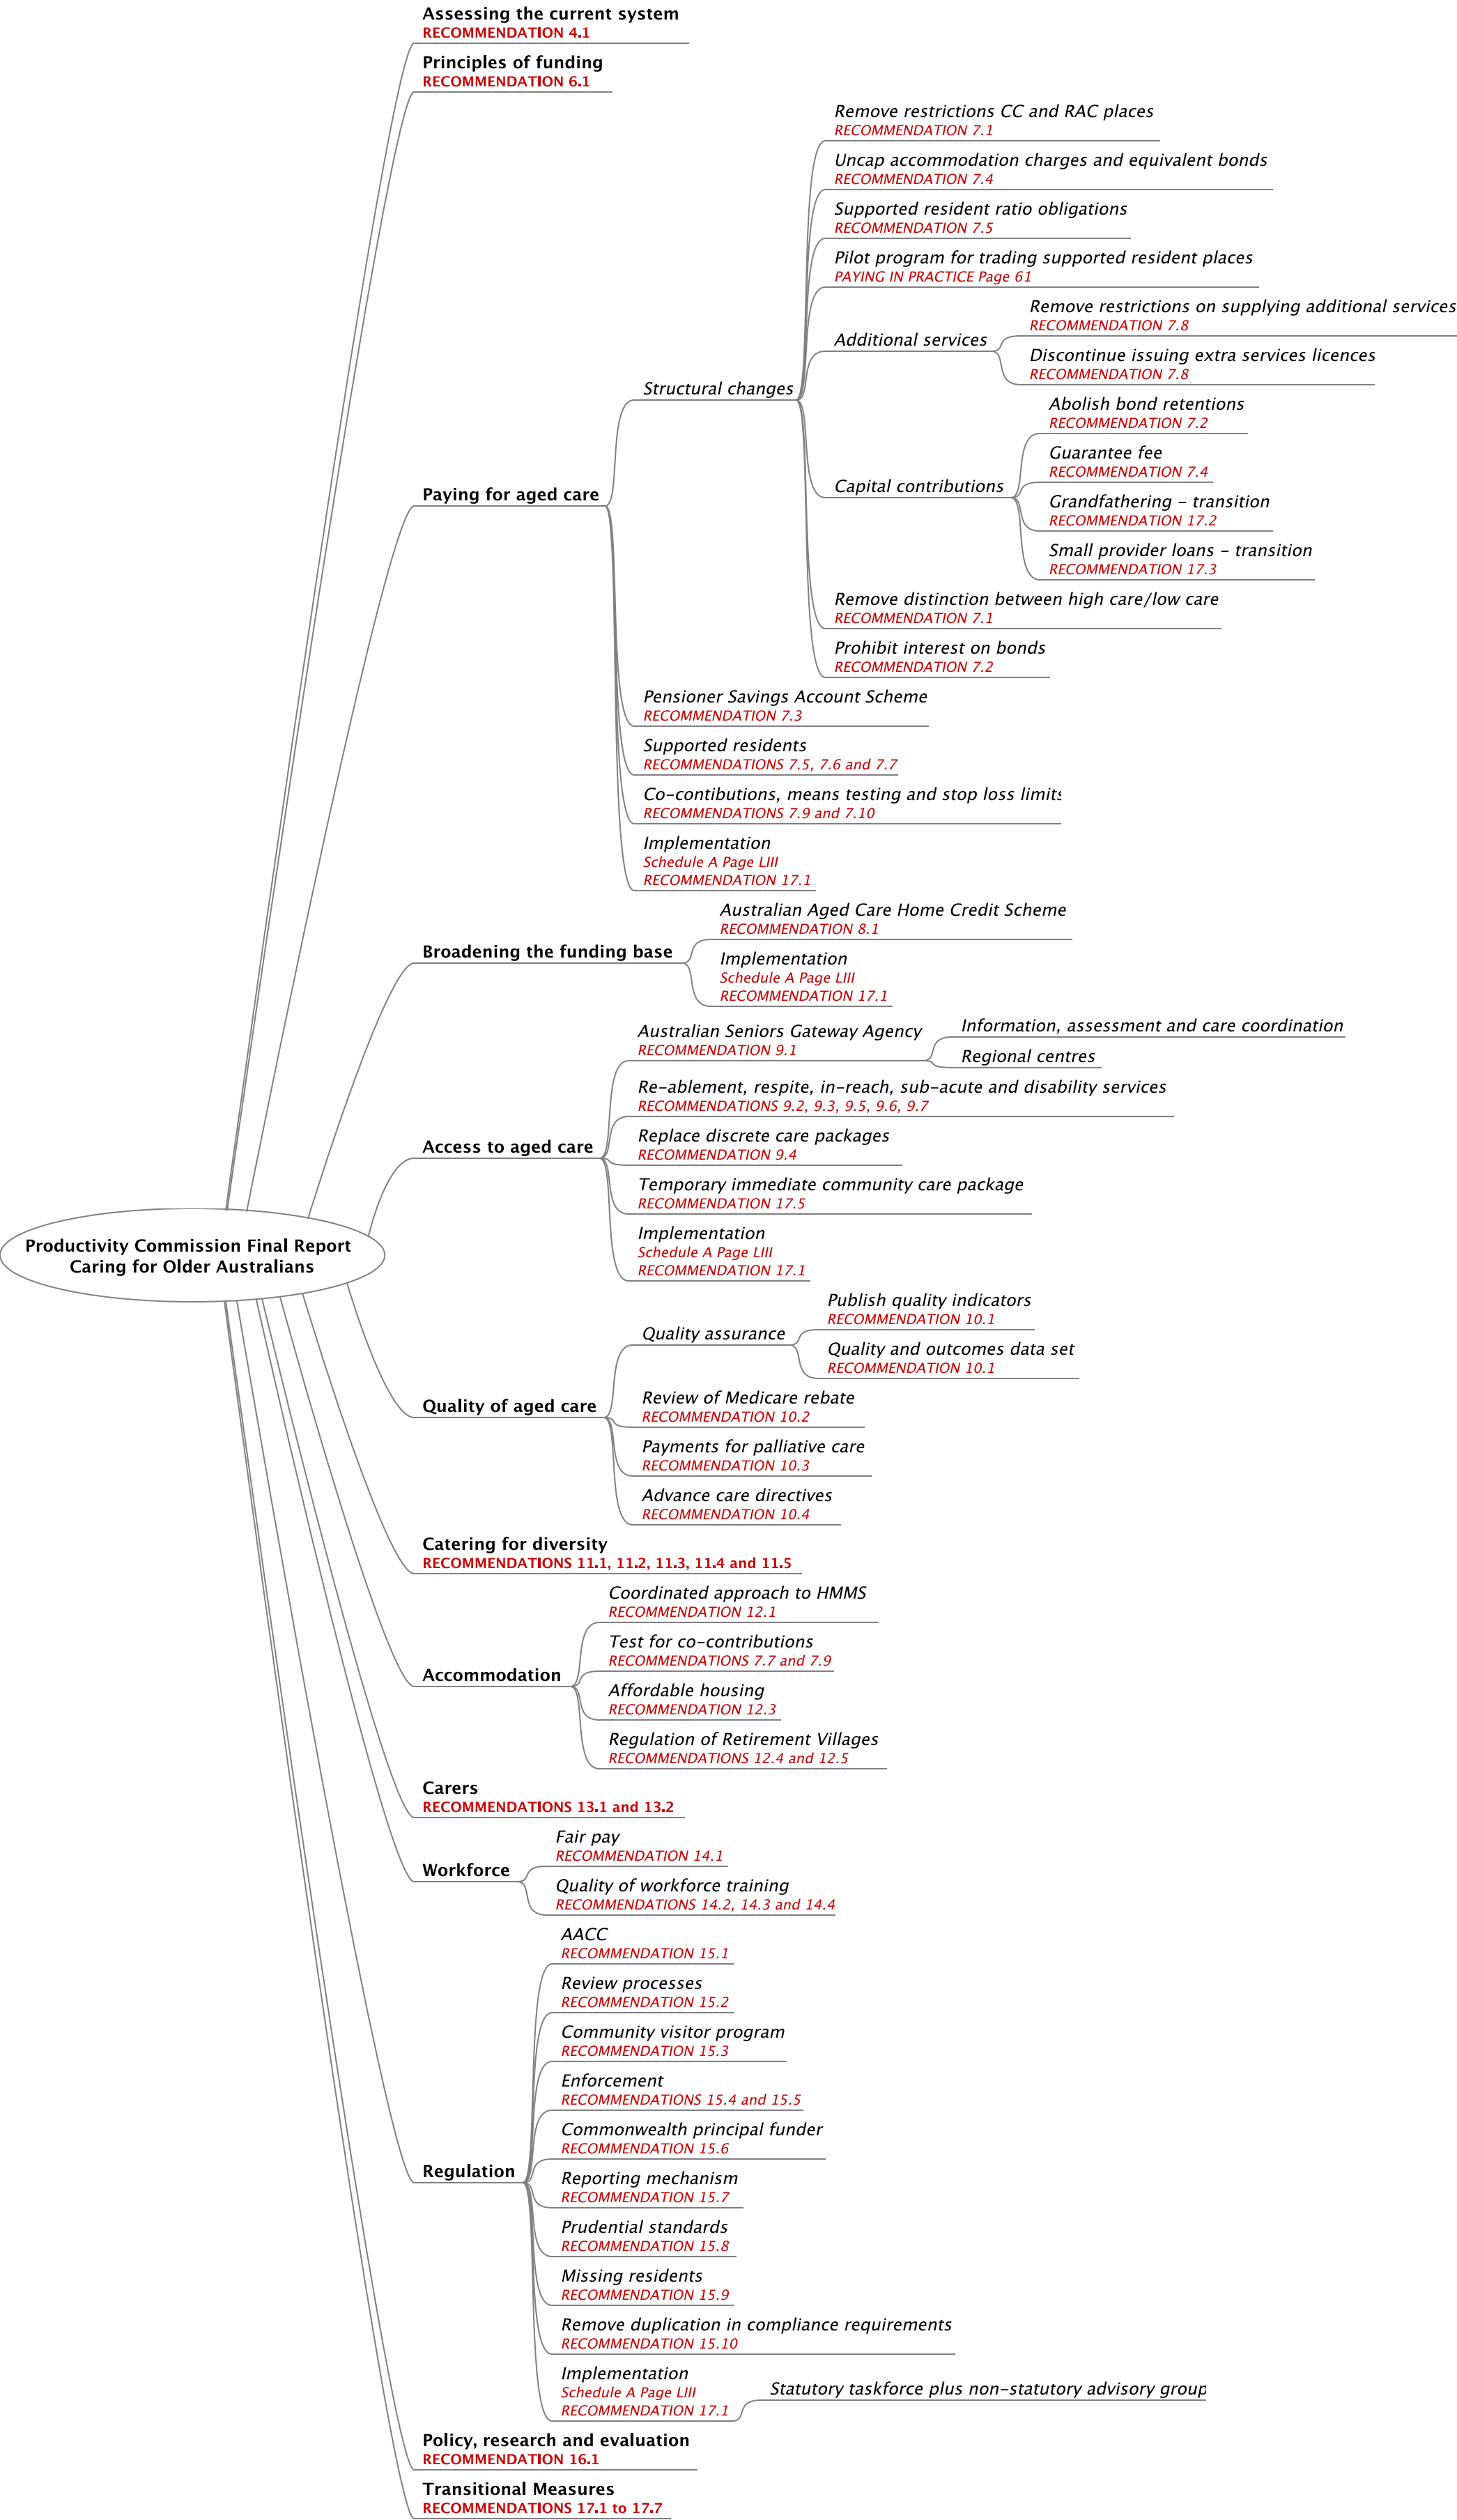 Assessing the current system
RECOMMENDATION 4.1
Principles of funding
RECOMMENDATION 6.1
Remove restrictions CC and RAC places
RECOMMENDATION 7.1
Uncap accommodation charges and equivalent bonds
RECOMMENDATION 7.4
Supported resident ratio obligations
RECOMMENDATION 7.5
Pilot program for trading supported resident places
PAYING IN PRACTICE Page 61
Remove restrictions on supplying additional services
RECOMMENDATION 7.8
Additional services
Discontinue issuing extra services licences
RECOMMENDATION 7.8
Structural changes
Abolish bond retentions
RECOMMENDATION 7.2
Guarantee fee
RECOMMENDATION 7.4
Capital contributions
Grandfathering - transition
RECOMMENDATION 17.2
Small provider loans - transition
RECOMMENDATION 17.3
Paying for aged care
Remove distinction between high care/low care
RECOMMENDATION 7.1
Prohibit interest on bonds
RECOMMENDATION 7.2
Pensioner Savings Account Scheme
RECOMMENDATION 7.3
Supported residents
RECOMMENDATIONS 7.5, 7.6 and 7.7
Co-contibutions, means testing and stop loss limits
RECOMMENDATIONS 7.9 and 7.10
Implementation
Schedule A Page LIII
RECOMMENDATION 17.1
Australian Aged Care Home Credit Scheme
RECOMMENDATION 8.1
Broadening the funding base
Implementation
Schedule A Page LIII
RECOMMENDATION 17.1
Australian Seniors Gateway Agency
RECOMMENDATION 9.1
Information, assessment and care coordination
Regional centres
Re-ablement, respite, in-reach, sub-acute and disability services
RECOMMENDATIONS 9.2, 9.3, 9.5, 9.6, 9.7
Access to aged care
Replace discrete care packages
RECOMMENDATION 9.4
Temporary immediate community care package
RECOMMENDATION 17.5
Implementation
Schedule A Page LIII
RECOMMENDATION 17.1
Productivity Commission Final Report
Caring for Older Australians
Publish quality indicators
RECOMMENDATION 10.1
Quality assurance
Quality and outcomes data set
RECOMMENDATION 10.1
Quality of aged care
Review of Medicare rebate
RECOMMENDATION 10.2
Payments for palliative care
RECOMMENDATION 10.3
Advance care directives
RECOMMENDATION 10.4
Catering for diversity
RECOMMENDATIONS 11.1, 11.2, 11.3, 11.4 and 11.5
Coordinated approach to HMMS
RECOMMENDATION 12.1
Test for co-contributions
RECOMMENDATIONS 7.7 and 7.9
Accommodation
Affordable housing
RECOMMENDATION 12.3
Regulation of Retirement Villages
RECOMMENDATIONS 12.4 and 12.5
Carers
RECOMMENDATIONS 13.1 and 13.2
Fair pay
RECOMMENDATION 14.1
Workforce
Quality of workforce training
RECOMMENDATIONS 14.2, 14.3 and 14.4
AACC
RECOMMENDATION 15.1
Review processes
RECOMMENDATION 15.2
Community visitor program
RECOMMENDATION 15.3
Enforcement
RECOMMENDATIONS 15.4 and 15.5
Commonwealth principal funder
RECOMMENDATION 15.6
Regulation
Reporting mechanism
RECOMMENDATION 15.7
Prudential standards
RECOMMENDATION 15.8
Missing residents
RECOMMENDATION 15.9
Remove duplication in compliance requirements
RECOMMENDATION 15.10
Implementation
Schedule A Page LIII
RECOMMENDATION 17.1
Statutory taskforce plus non-statutory advisory group
Policy, research and evaluation
RECOMMENDATION 16.1
Transitional Measures
RECOMMENDATIONS 17.1 to 17.7